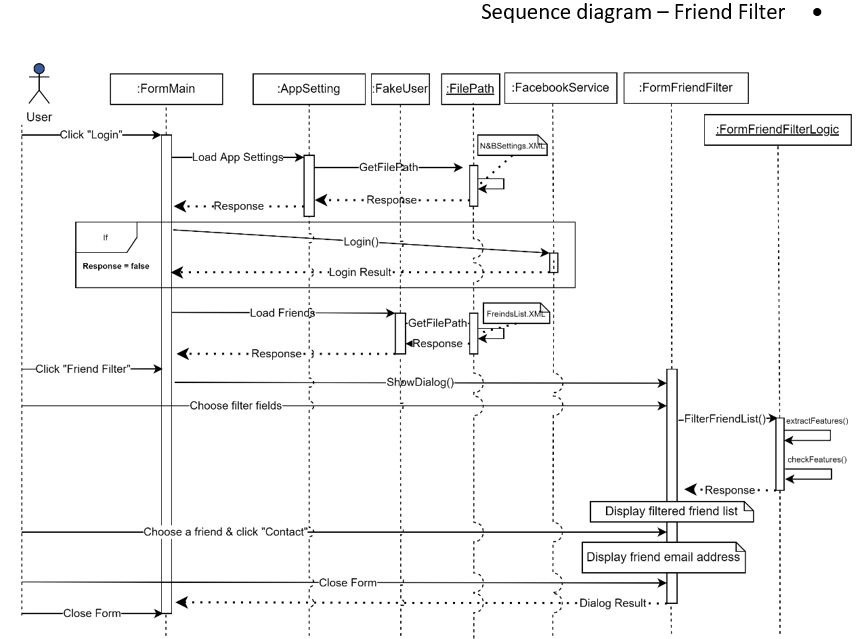 Sequence diagram – Friend Filter •
User
:FormMain
:AppSetting
:FakeUser
:FilePath
:FacebookService
:FormFriendFilter
:FormFriendFilterLogic
Click "Login"
Load App Settings
GetFilePath
N&BSettings.XML
Response
Response
If
Response = false
Login()
Login Result
Load Friends
GetFilePath
FreindsList.XML
Response
Response
Click "Friend Filter"
ShowDialog()
Choose filter fields
FilterFriendList()
extractFeatures()
checkFeatures()
Response
Display filtered friend list
Choose a friend & click "Contact"
Display friend email address
Close Form
Dialog Result
Close Form